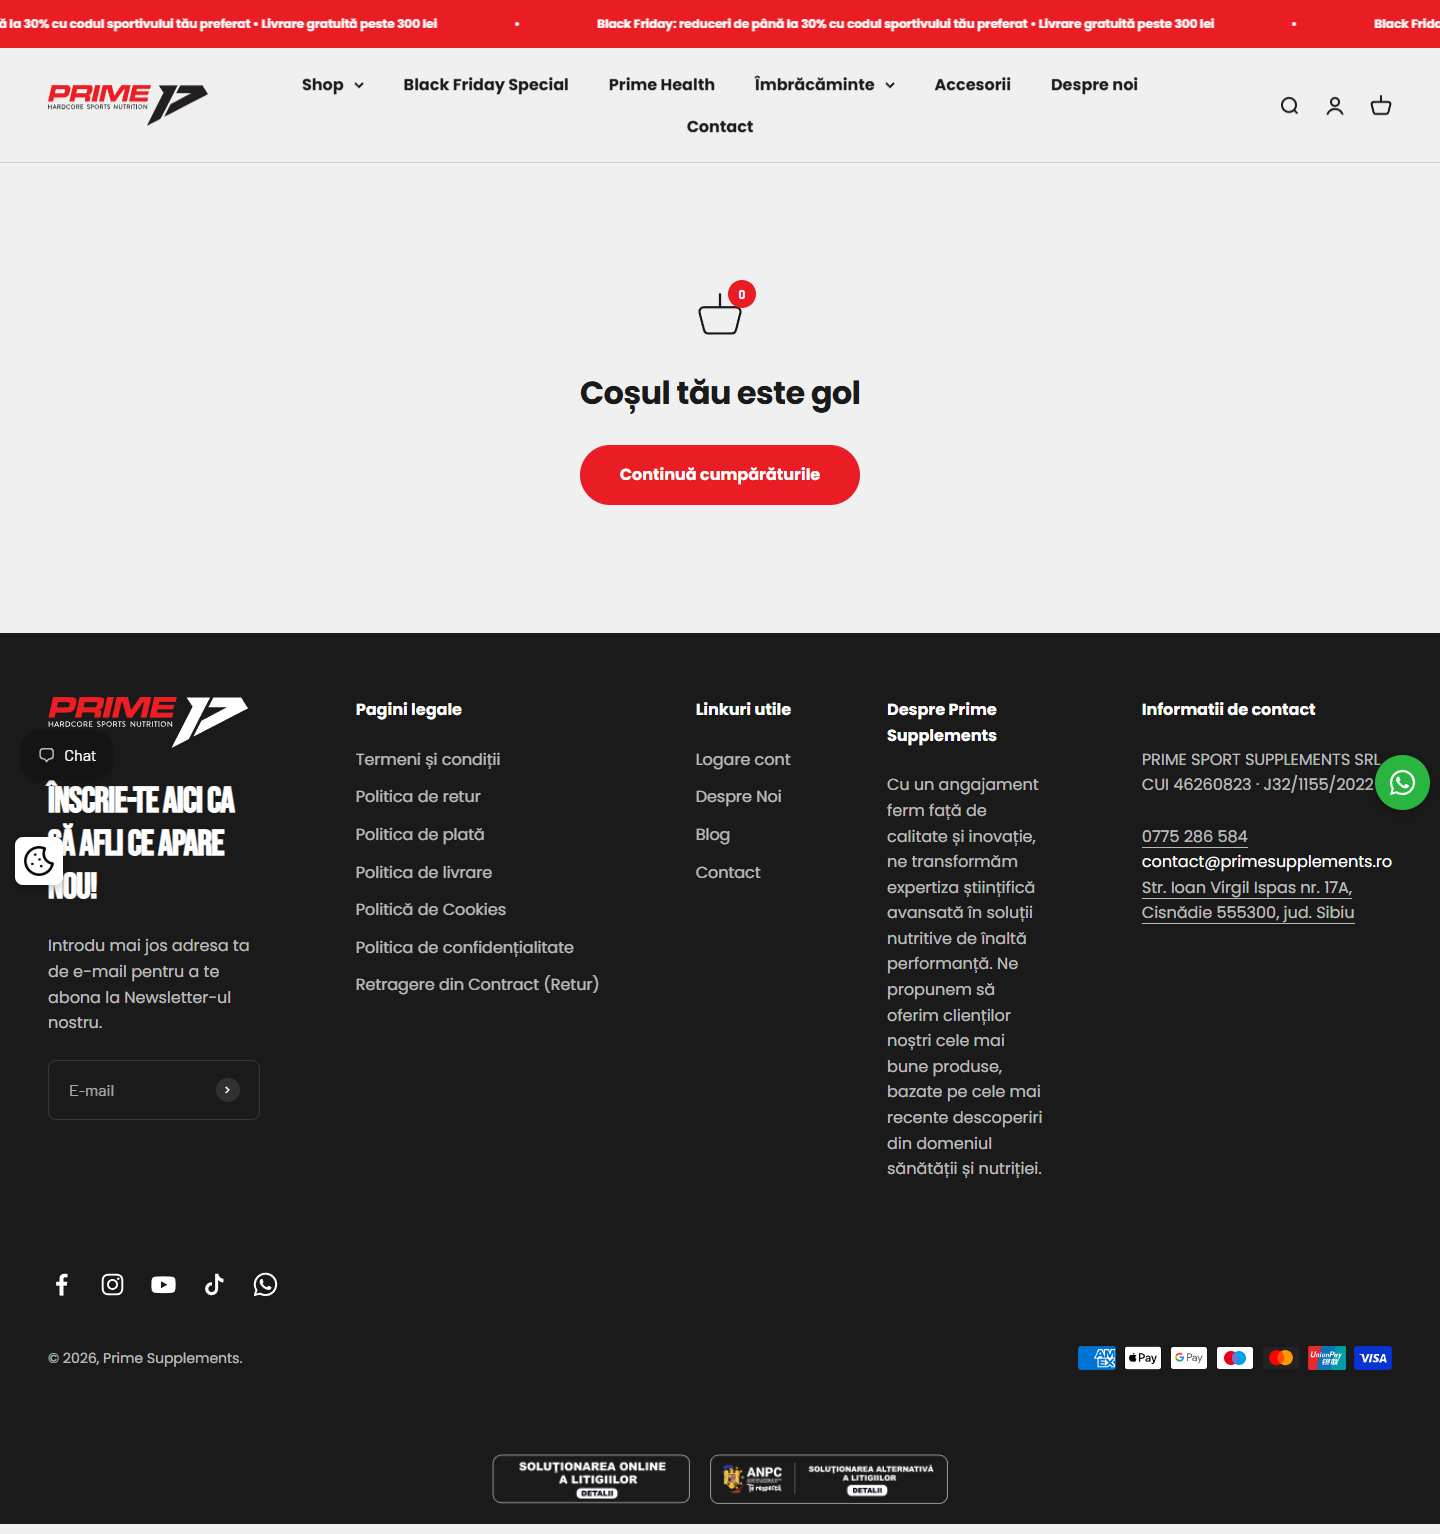 ă la 30% cu codul sportivului tău preferat • Livrare gratuită peste 300 lei • Black Friday: reduceri de până la 30% cu codul sportivului tău preferat • Livrare gratuită peste 300 lei • Black Frida
PRIME
HARDCORE SPORTS NUTRITION
Shop Black Friday Special Prime Health Îmbrăcăminte Accesorii Despre noi
Contact
0
Coșul tău este gol
Continuă cumpărăturile
PRIME
HARDCORE SPORTS NUTRITION
Chat
ÎNSCRIE-TE AICI CA
SĂ AFLI CE APARE
NOU!
Introdu mai jos adresa ta
de e-mail pentru a te
abona la Newsletter-ul
nostru.
E-mail
Pagini legale
Termeni și condiții
Politica de retur
Politica de plată
Politica de livrare
Politică de Cookies
Politica de confidențialitate
Retragere din Contract (Retur)
Linkuri utile
Logare cont
Despre Noi
Blog
Contact
Despre Prime
Supplements
Cu un angajament
ferm față de
calitate și inovație,
ne transformăm
expertiza științifică
avansată în soluții
nutritive de înaltă
performanță. Ne
propunem să
oferim clienților
noștri cele mai
bune produse,
bazate pe cele mai
recente descoperiri
din domeniul
sănătății și nutriției.
Informatii de contact
PRIME SPORT SUPPLEMENTS SRL
CUI 46260823 · J32/1155/2022
0775 286 584
contact@primesupplements.ro
Str. Ioan Virgil Ispas nr. 17A,
Cisnădie 555300, jud. Sibiu
© 2026, Prime Supplements.
AMEX
Pay
G Pay
UnionPay
银联
VISA
SOLUȚIONAREA ONLINE
A LITIGIILOR
DETALII
ANPC
Te respectă
SOLUȚIONAREA ALTERNATIVĂ
A LITIGIILOR
DETALII